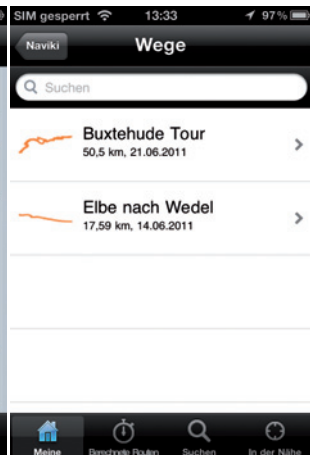 SIM gesperrt 13:33 97%
Naviki Wege
Suchen
Buxtehude Tour
50,5 km, 21.06.2011
Elbe nach Wedel
17,59 km, 14.06.2011
Meine Berechnete Routen Suchen In der Nähe